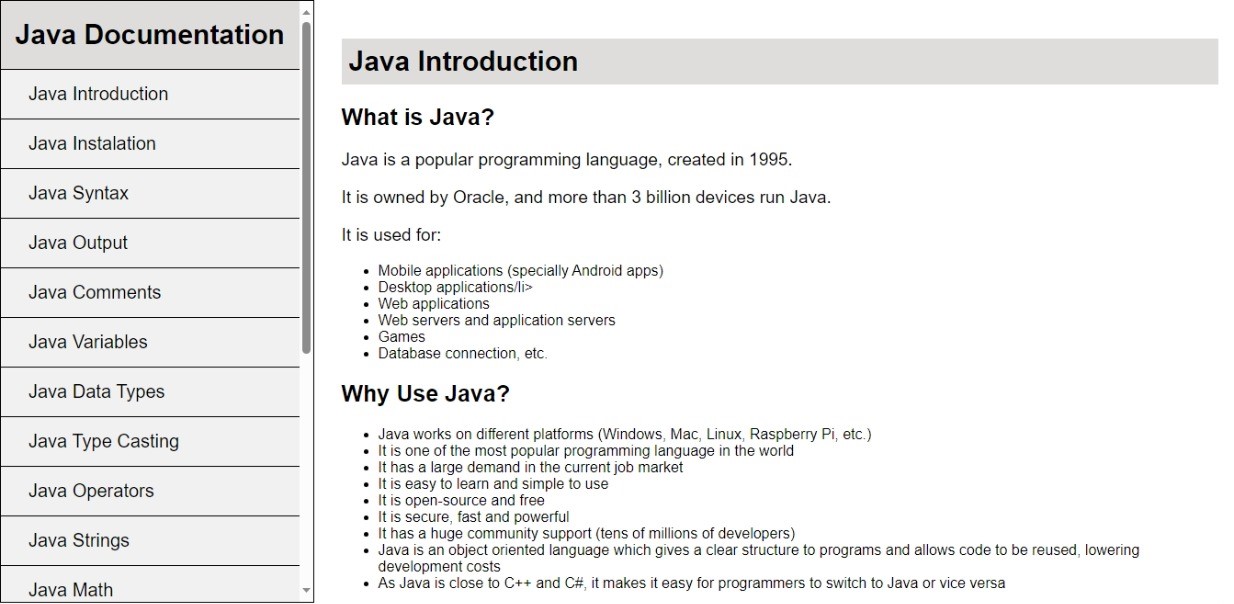 Java Documentation
Java Introduction
Java Instalation
Java Syntax
Java Output
Java Comments
Java Variables
Java Data Types
Java Type Casting
Java Operators
Java Strings
Java Math
Java Introduction
What is Java?
Java is a popular programming language, created in 1995.
It is owned by Oracle, and more than 3 billion devices run Java.
It is used for:
• Mobile applications (specially Android apps)
• Desktop applications/li>
• Web applications
• Web servers and application servers
• Games
• Database connection, etc.
Why Use Java?
• Java works on different platforms (Windows, Mac, Linux, Raspberry Pi, etc.)
• It is one of the most popular programming language in the world
• It has a large demand in the current job market
• It is easy to learn and simple to use
• It is open-source and free
• It is secure, fast and powerful
• It has a huge community support (tens of millions of developers)
• Java is an object oriented language which gives a clear structure to programs and allows code to be reused, lowering
development costs
• As Java is close to C++ and C#, it makes it easy for programmers to switch to Java or vice versa